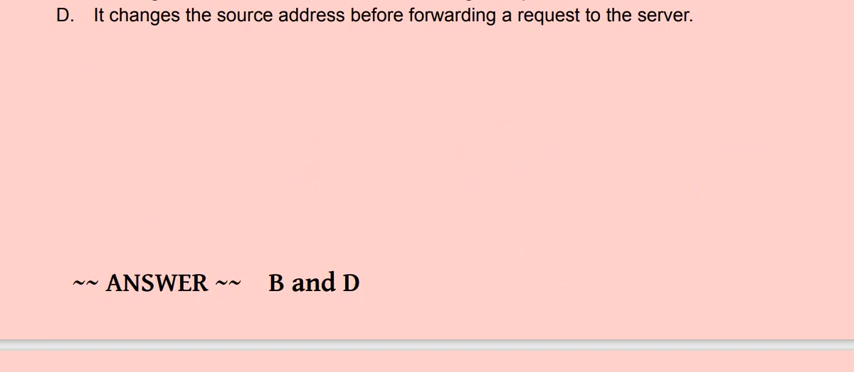 D. It changes the source address before forwarding a request to the server.
~~ ANSWER ~~ B and D